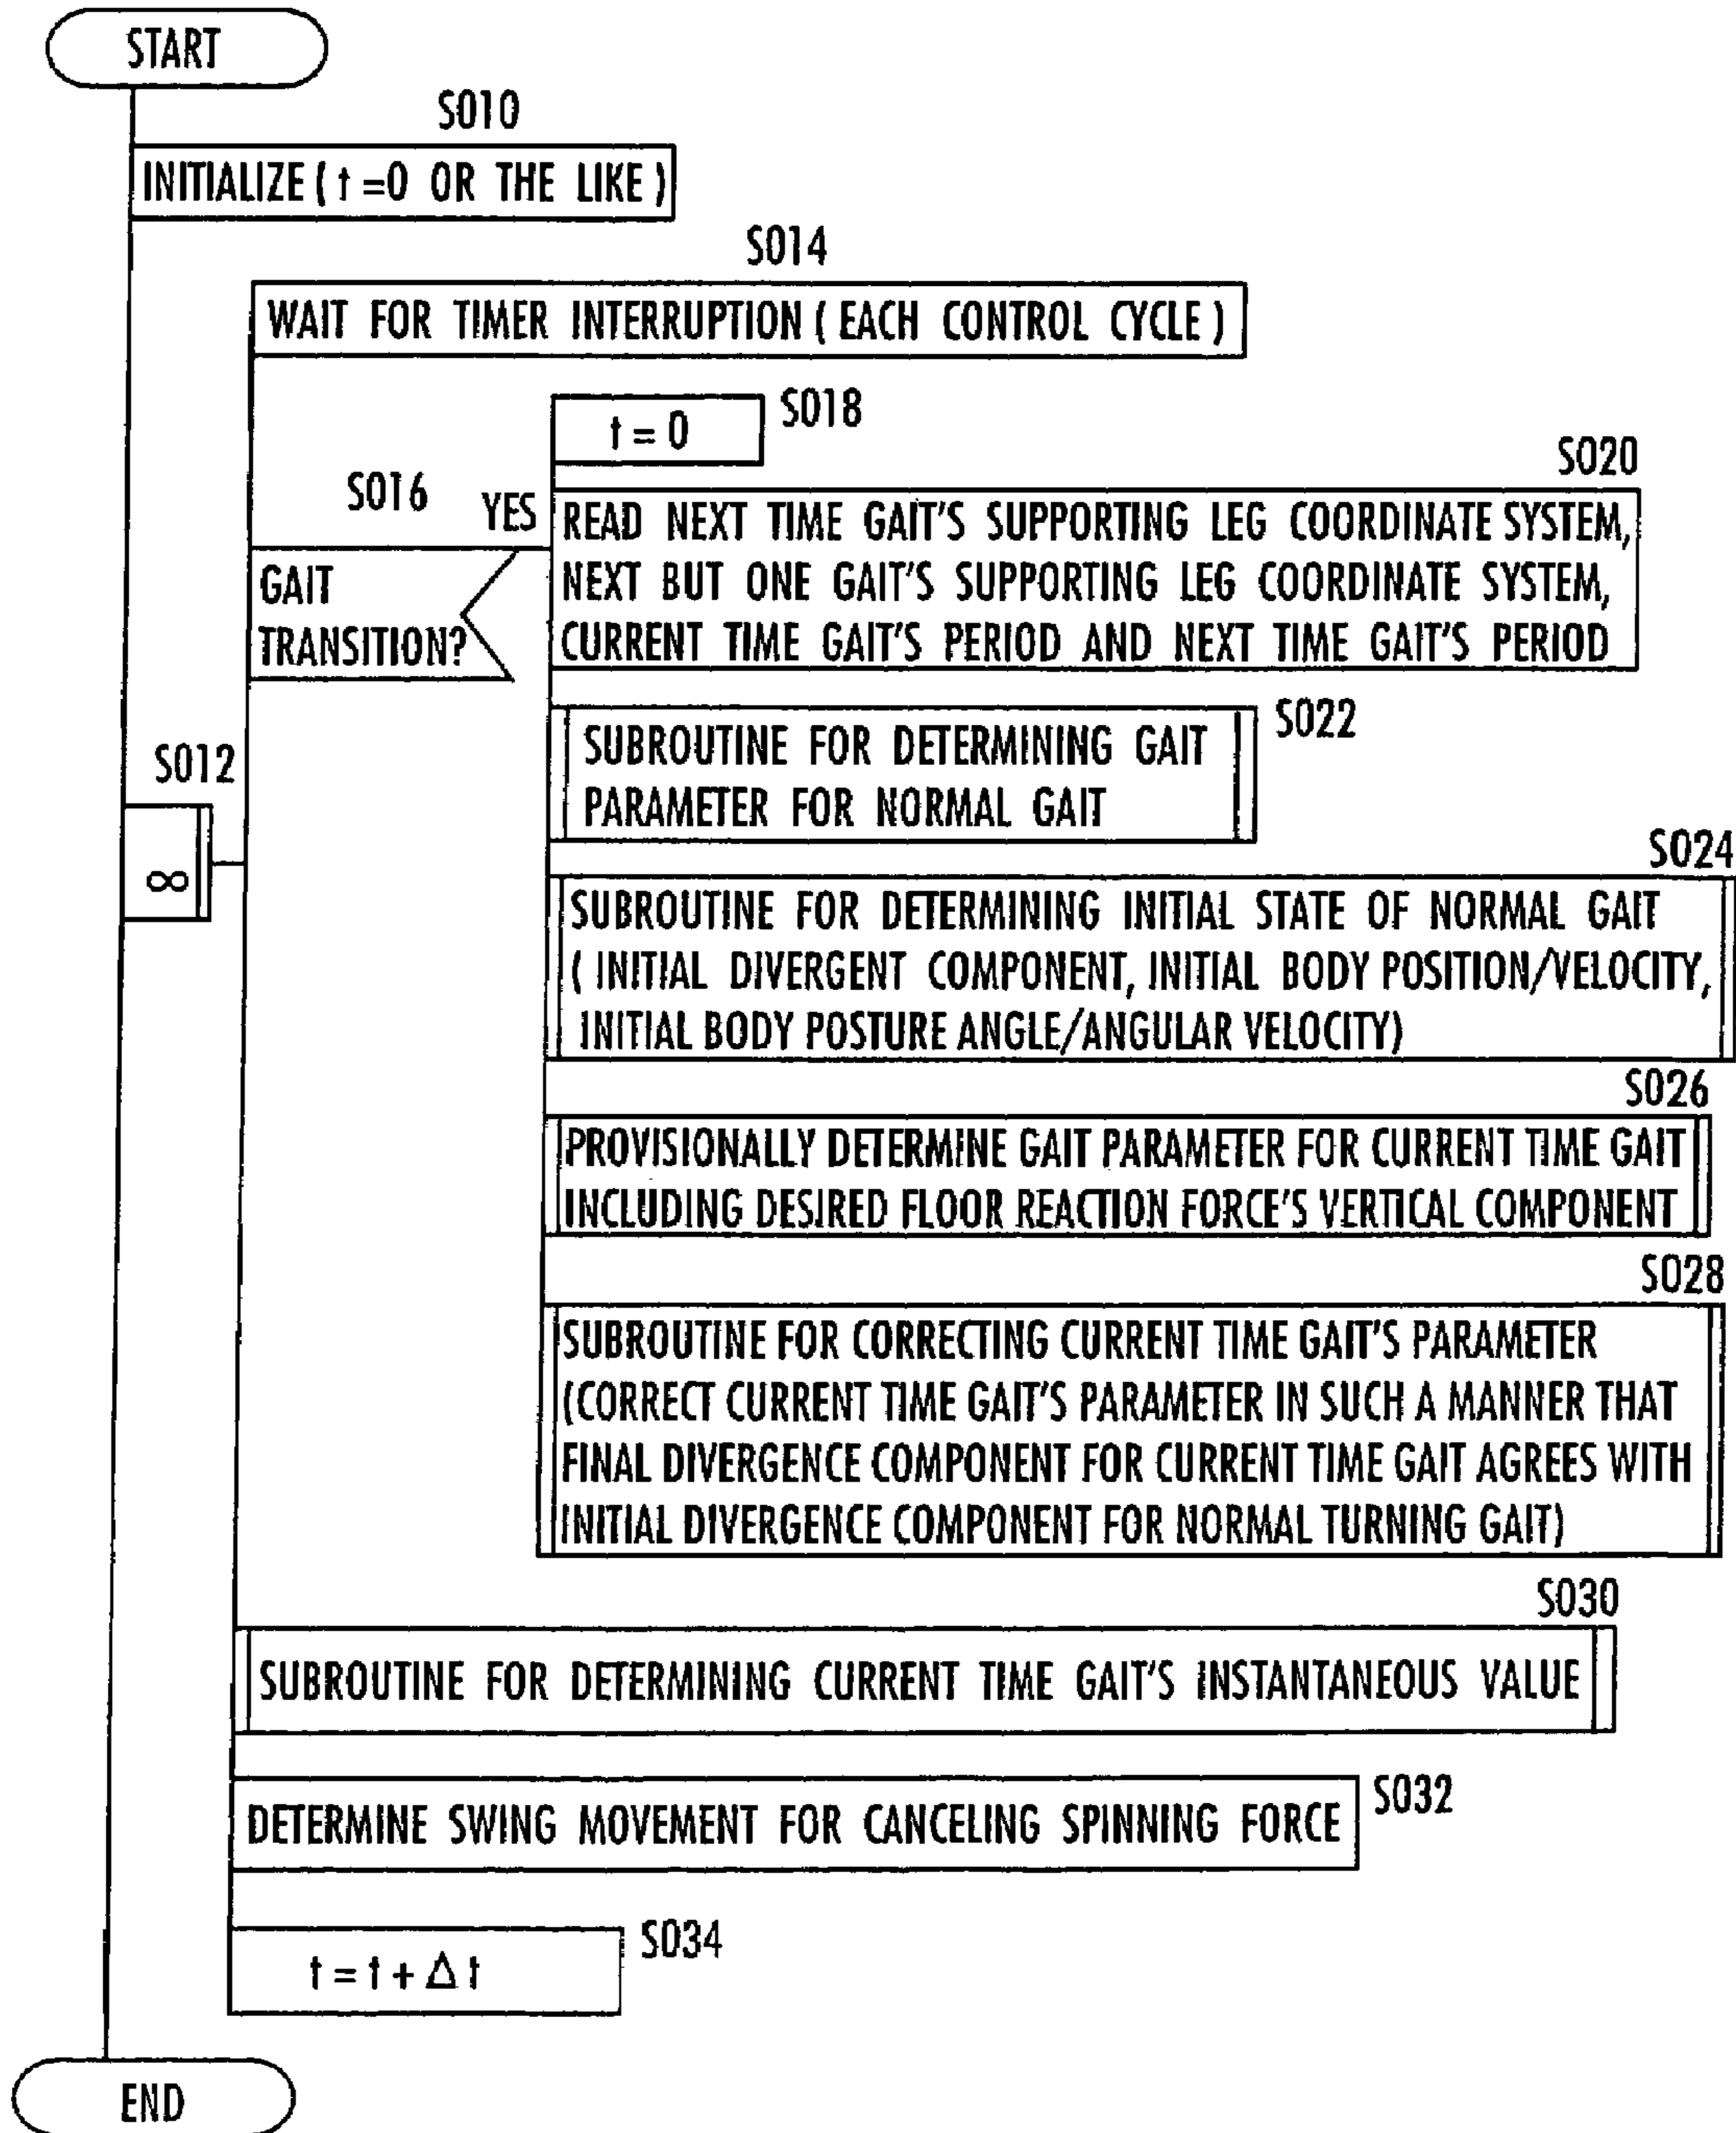 START
S010
INITIALIZE ( t =0 OR THE LIKE )
S014
WAIT FOR TIMER INTERRUPTION ( EACH CONTROL CYCLE )
S018
t = 0
S016
YES
GAIT
TRANSITION?
S020
READ NEXT TIME GAIT'S SUPPORTING LEG COORDINATE SYSTEM,
NEXT BUT ONE GAIT'S SUPPORTING LEG COORDINATE SYSTEM,
CURRENT TIME GAIT'S PERIOD AND NEXT TIME GAIT'S PERIOD
S022
SUBROUTINE FOR DETERMINING GAIT
PARAMETER FOR NORMAL GAIT
S012
∞
S024
SUBROUTINE FOR DETERMINING INITIAL STATE OF NORMAL GAIT
( INITIAL DIVERGENT COMPONENT, INITIAL BODY POSITION/VELOCITY,
INITIAL BODY POSTURE ANGLE/ANGULAR VELOCITY)
S026
PROVISIONALLY DETERMINE GAIT PARAMETER FOR CURRENT TIME GAIT
INCLUDING DESIRED FLOOR REACTION FORCE'S VERTICAL COMPONENT
S028
SUBROUTINE FOR CORRECTING CURRENT TIME GAIT'S PARAMETER
(CORRECT CURRENT TIME GAIT'S PARAMETER IN SUCH A MANNER THAT
FINAL DIVERGENCE COMPONENT FOR CURRENT TIME GAIT AGREES WITH
INITIAL DIVERGENCE COMPONENT FOR NORMAL TURNING GAIT)
S030
SUBROUTINE FOR DETERMINING CURRENT TIME GAIT'S INSTANTANEOUS VALUE
S032
DETERMINE SWING MOVEMENT FOR CANCELING SPINNING FORCE
S034
t = t + Δ t
END